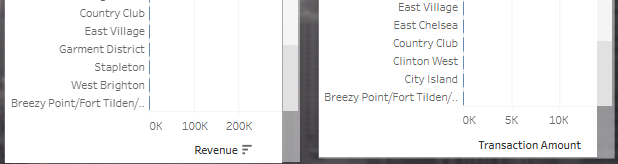 Country Club
East Village
Garment District
Stapleton
West Brighton
Breezy Point/Fort Tilden/..
0K 100K 200K
Revenue
East Village
East Chelsea
Country Club
Clinton West
City Island
Breezy Point/Fort Tilden/..
0K 5K 10K
Transaction Amount